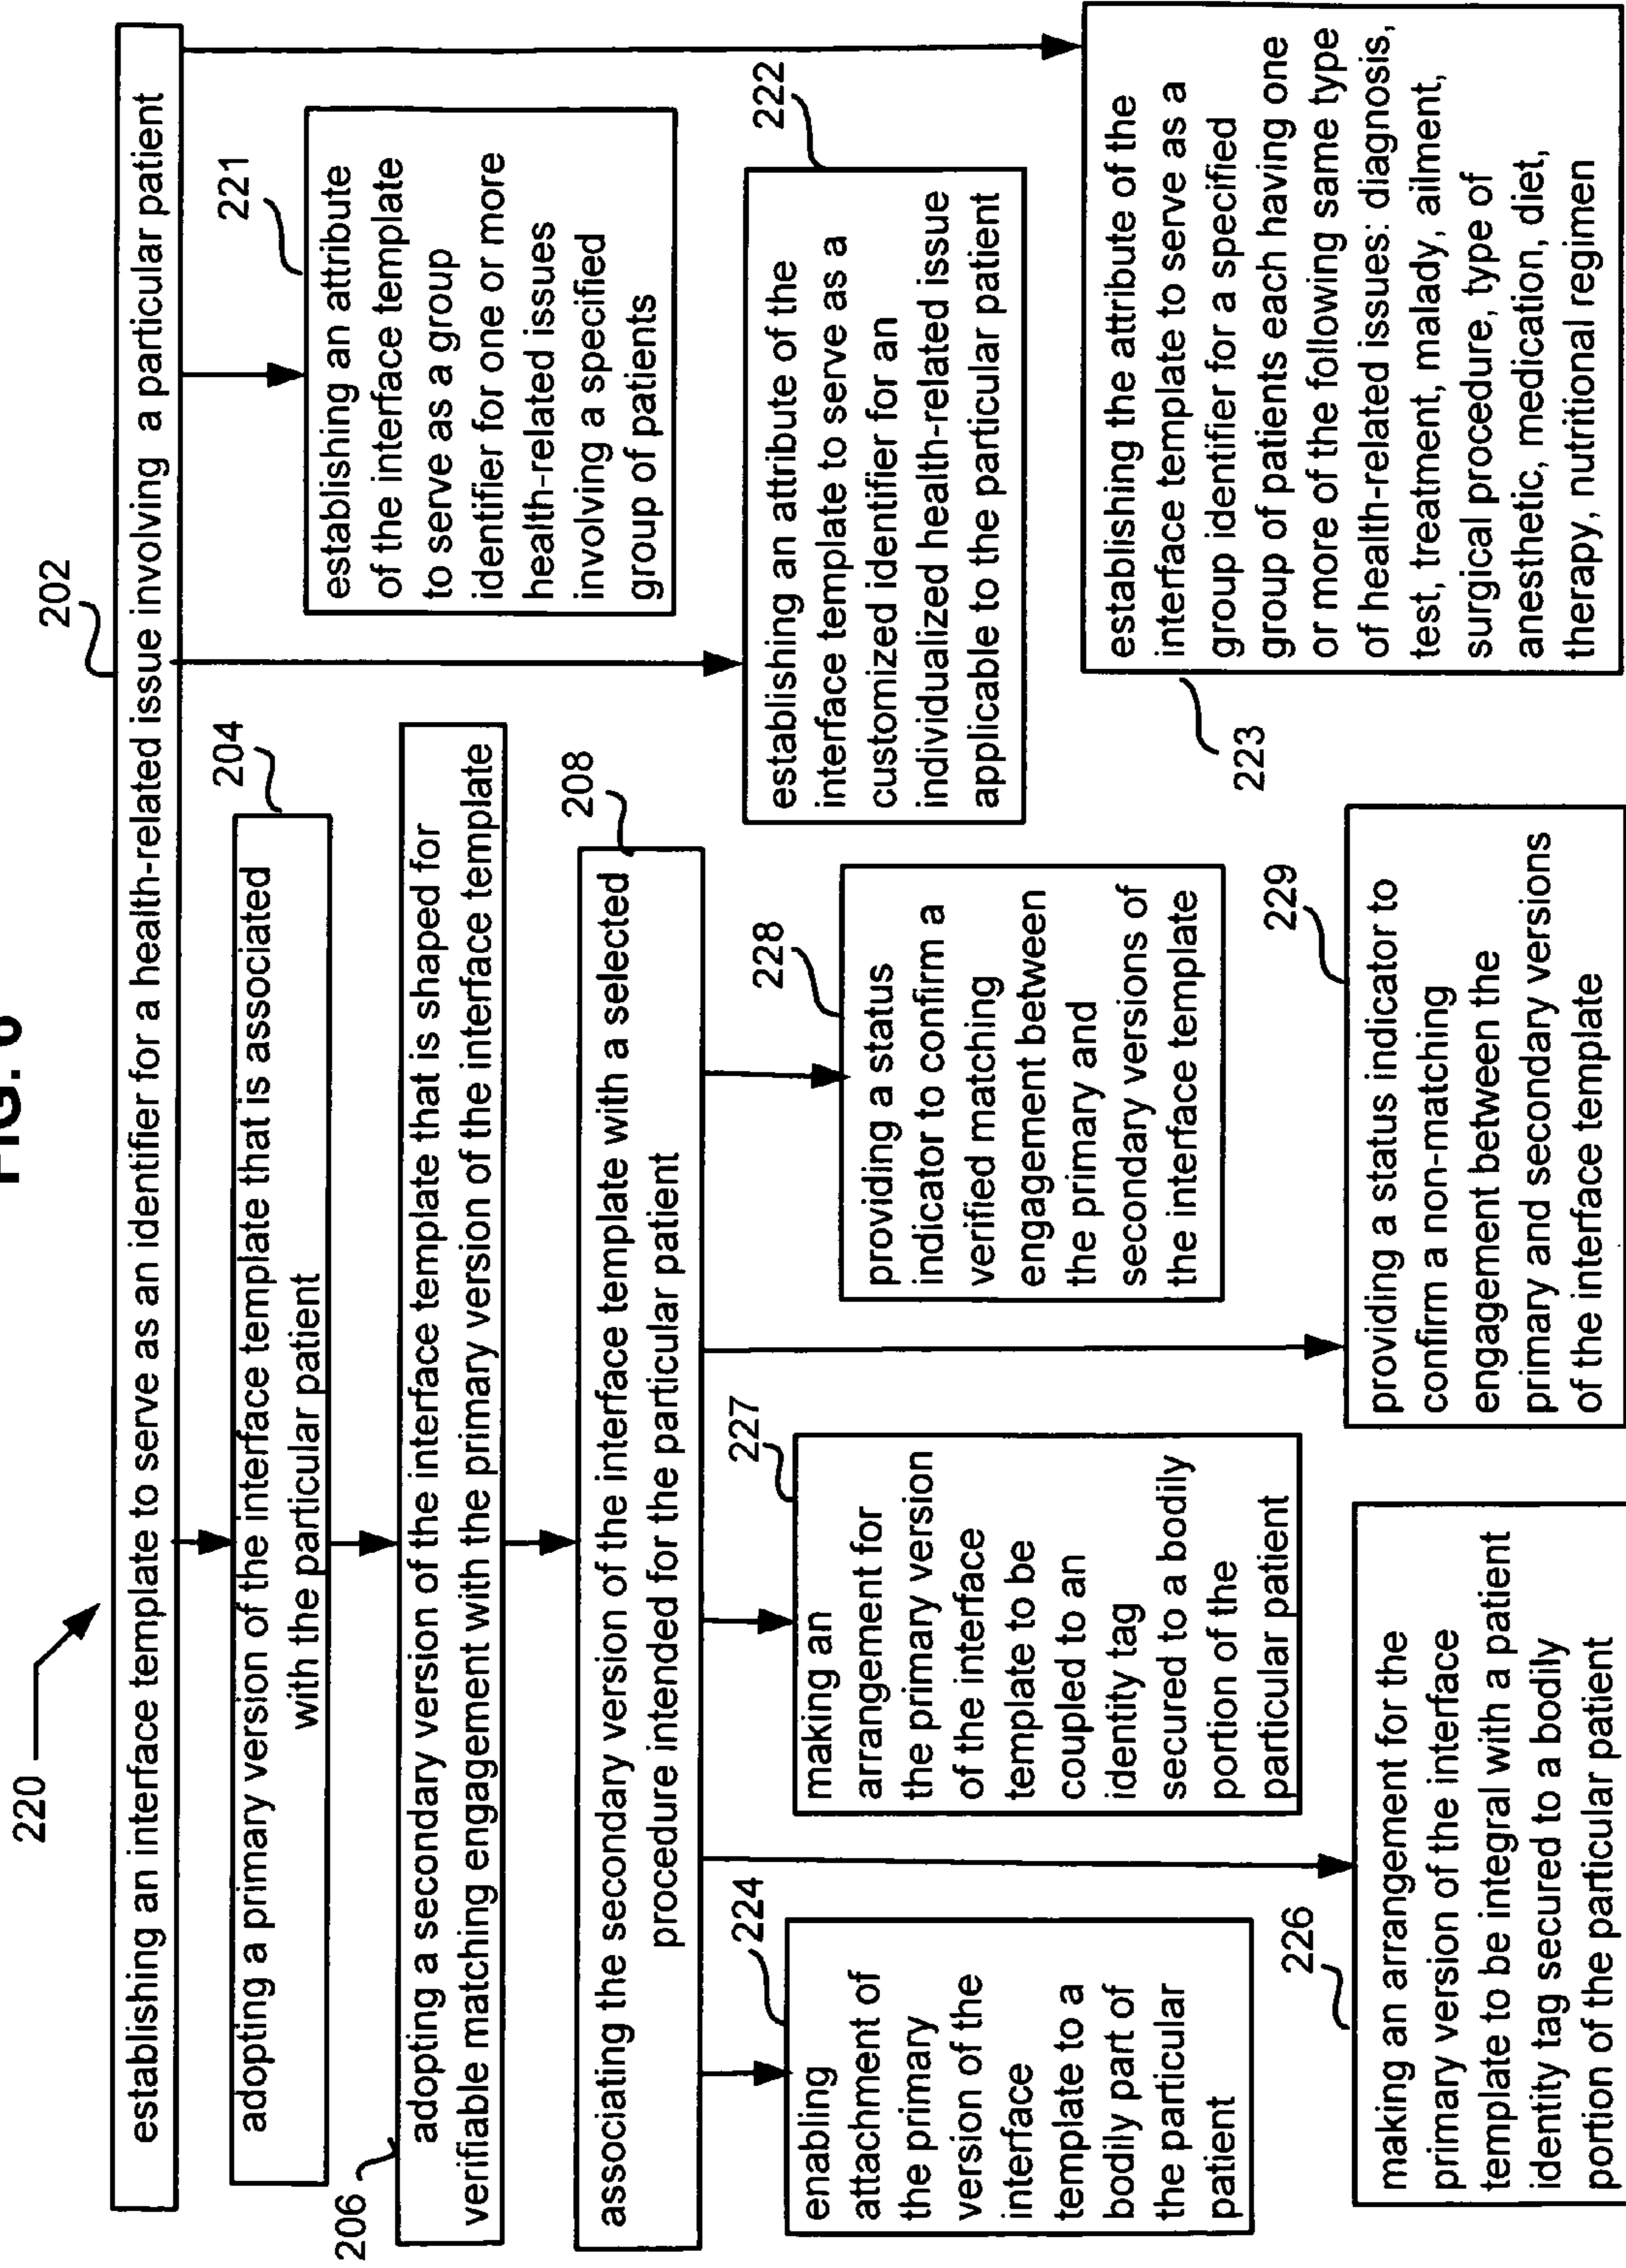 FIG.
220
202
establishing an interface template to serve as an identifier for a health-related issue involving a particular patient
204
adopting a primary version of the interface template that is associated
with the particular patient
206
adopting a secondary version of the interface template that is shaped for
verifiable matching engagement with the primary version of the interface template
208
associating the secondary version of the interface template with a selected
procedure intended for the particular patient
221
establishing an attribute
of the interface template
to serve as a group
identifier for one or more
health-related issues
involving a specified
group of patients
222
establishing an attribute of the
interface template to serve as a
customized identifier for an
individualized health-related issue
applicable to the particular patient
224
enabling
attachment of
the primary
version of the
interface
template to a
bodily part of
the particular
patient
227
making an
arrangement for
the primary version
of the interface
template to be
coupled to an
identity tag
secured to a bodily
portion of the
particular patient
228
providing a status
indicator to confirm a
verified matching
engagement between
the primary and
secondary versions of
the interface template
223
establishing the attribute of the
interface template to serve as a
group identifier for a specified
group of patients each having one
or more of the following same type
of health-related issues: diagnosis,
test, treatment, malady, ailment,
surgical procedure, type of
anesthetic, medication, diet,
therapy, nutritional regimen
226
making an arrangement for the
primary version of the interface
template to be integral with a patient
identity tag secured to a bodily
portion of the particular patient
229
providing a status indicator to
confirm a non-matching
engagement between the
primary and secondary versions
of the interface template